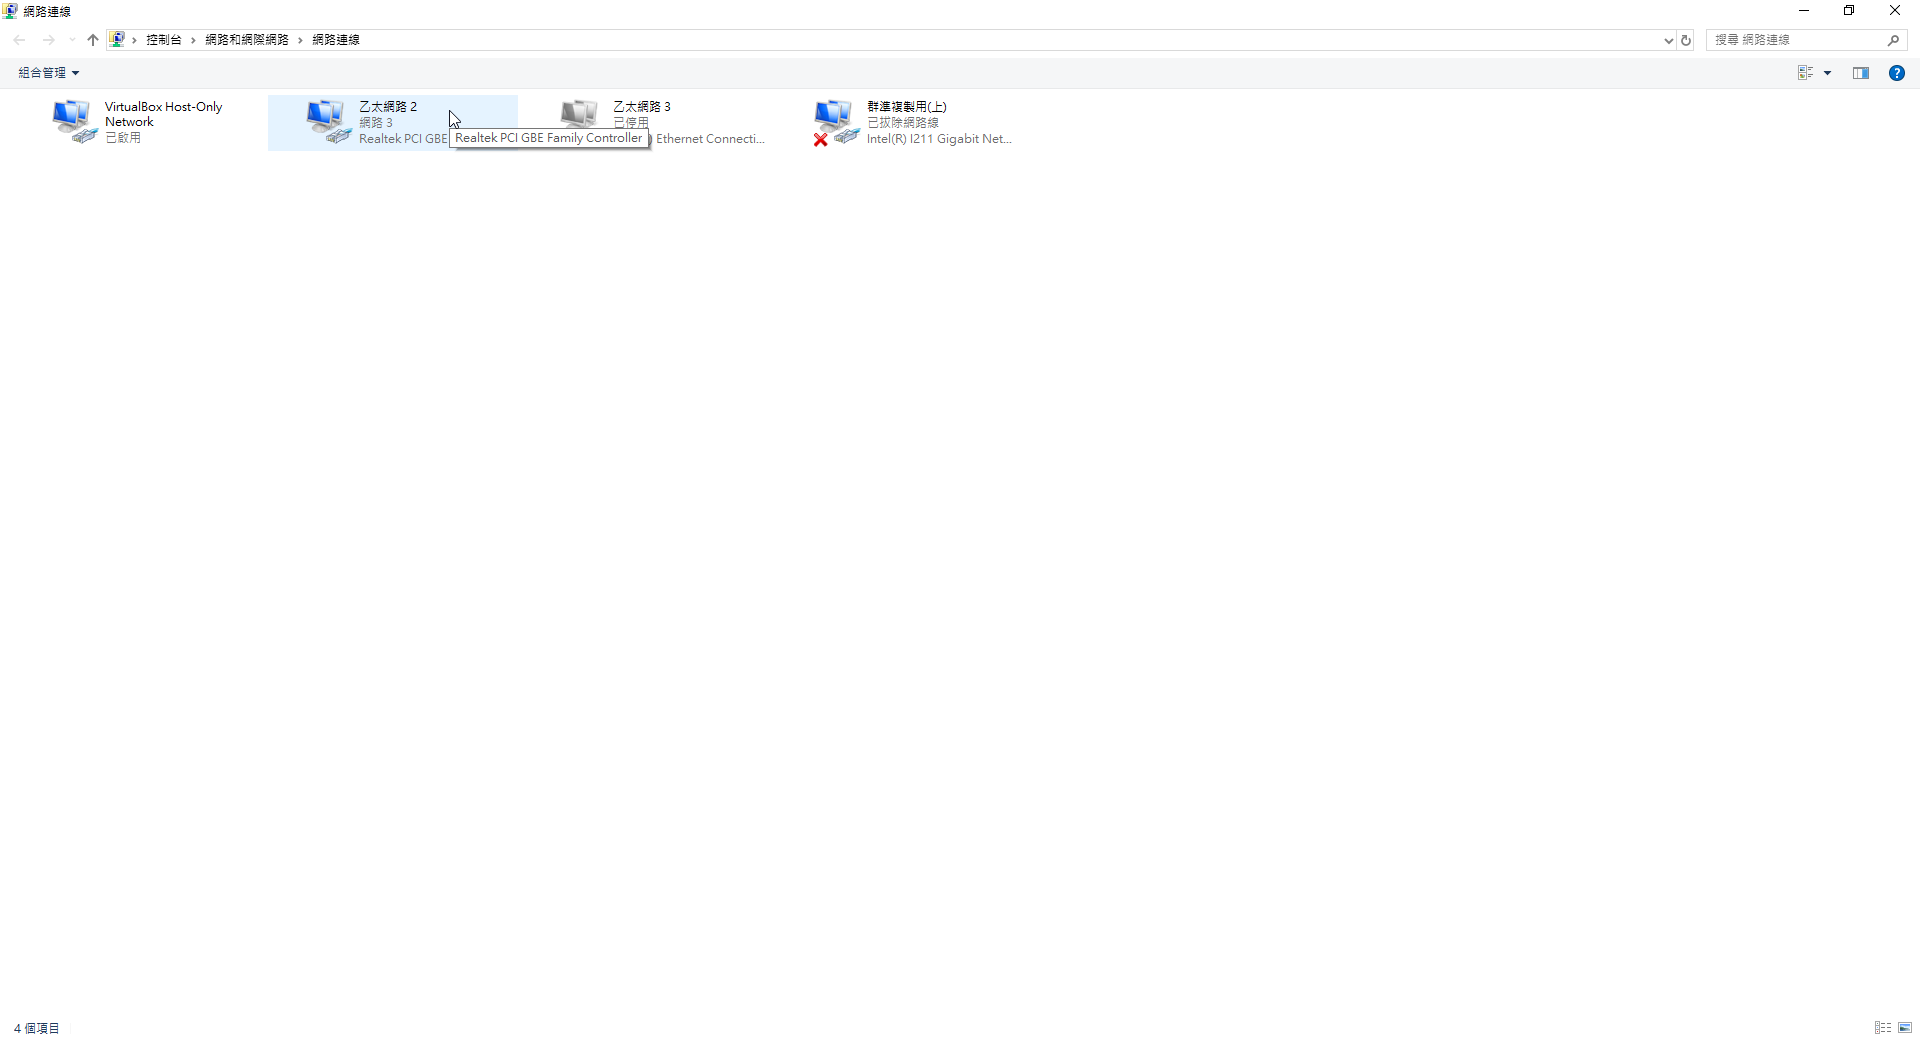 網路連線
控制台 › 網路和網際網路 › 網路連線
搜尋 網路連線
組合管理
VirtualBox Host-Only
Network
已啟用
乙太網路 2
網路 3
Realtek PCI GBE
Realtek PCI GBE Family Controller
乙太網路 3
已停用
) Ethernet Connecti...
群準複製用(上)
已拔除網路線
Intel(R) I211 Gigabit Net...
4 個項目